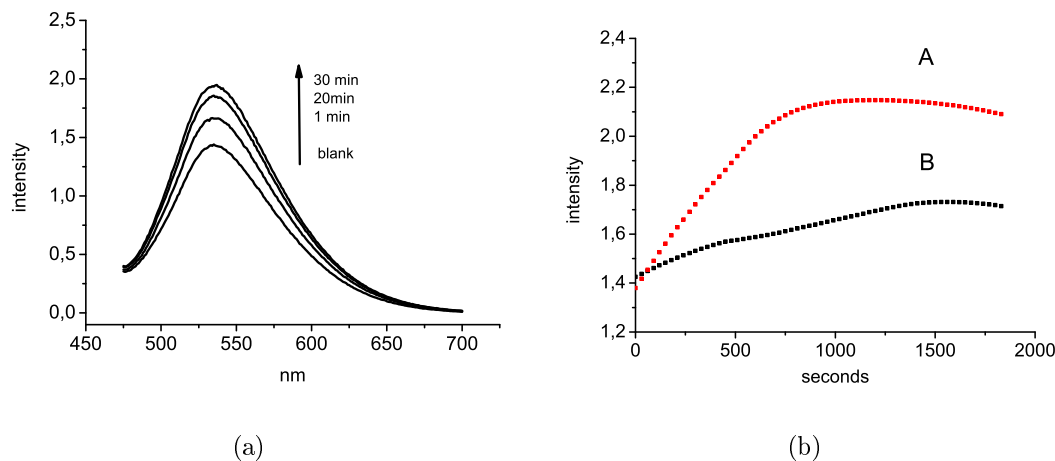 2,5
2,0
1,5
1,0
0,5
0,0
intensity
450 500 550 600 650 700
nm
30 min
20min
1 min
blank
(a)
2,4
2,2
2,0
1,8
1,6
1,4
1,2
intensity
0 500 1000 1500 2000
seconds
A
B
(b)